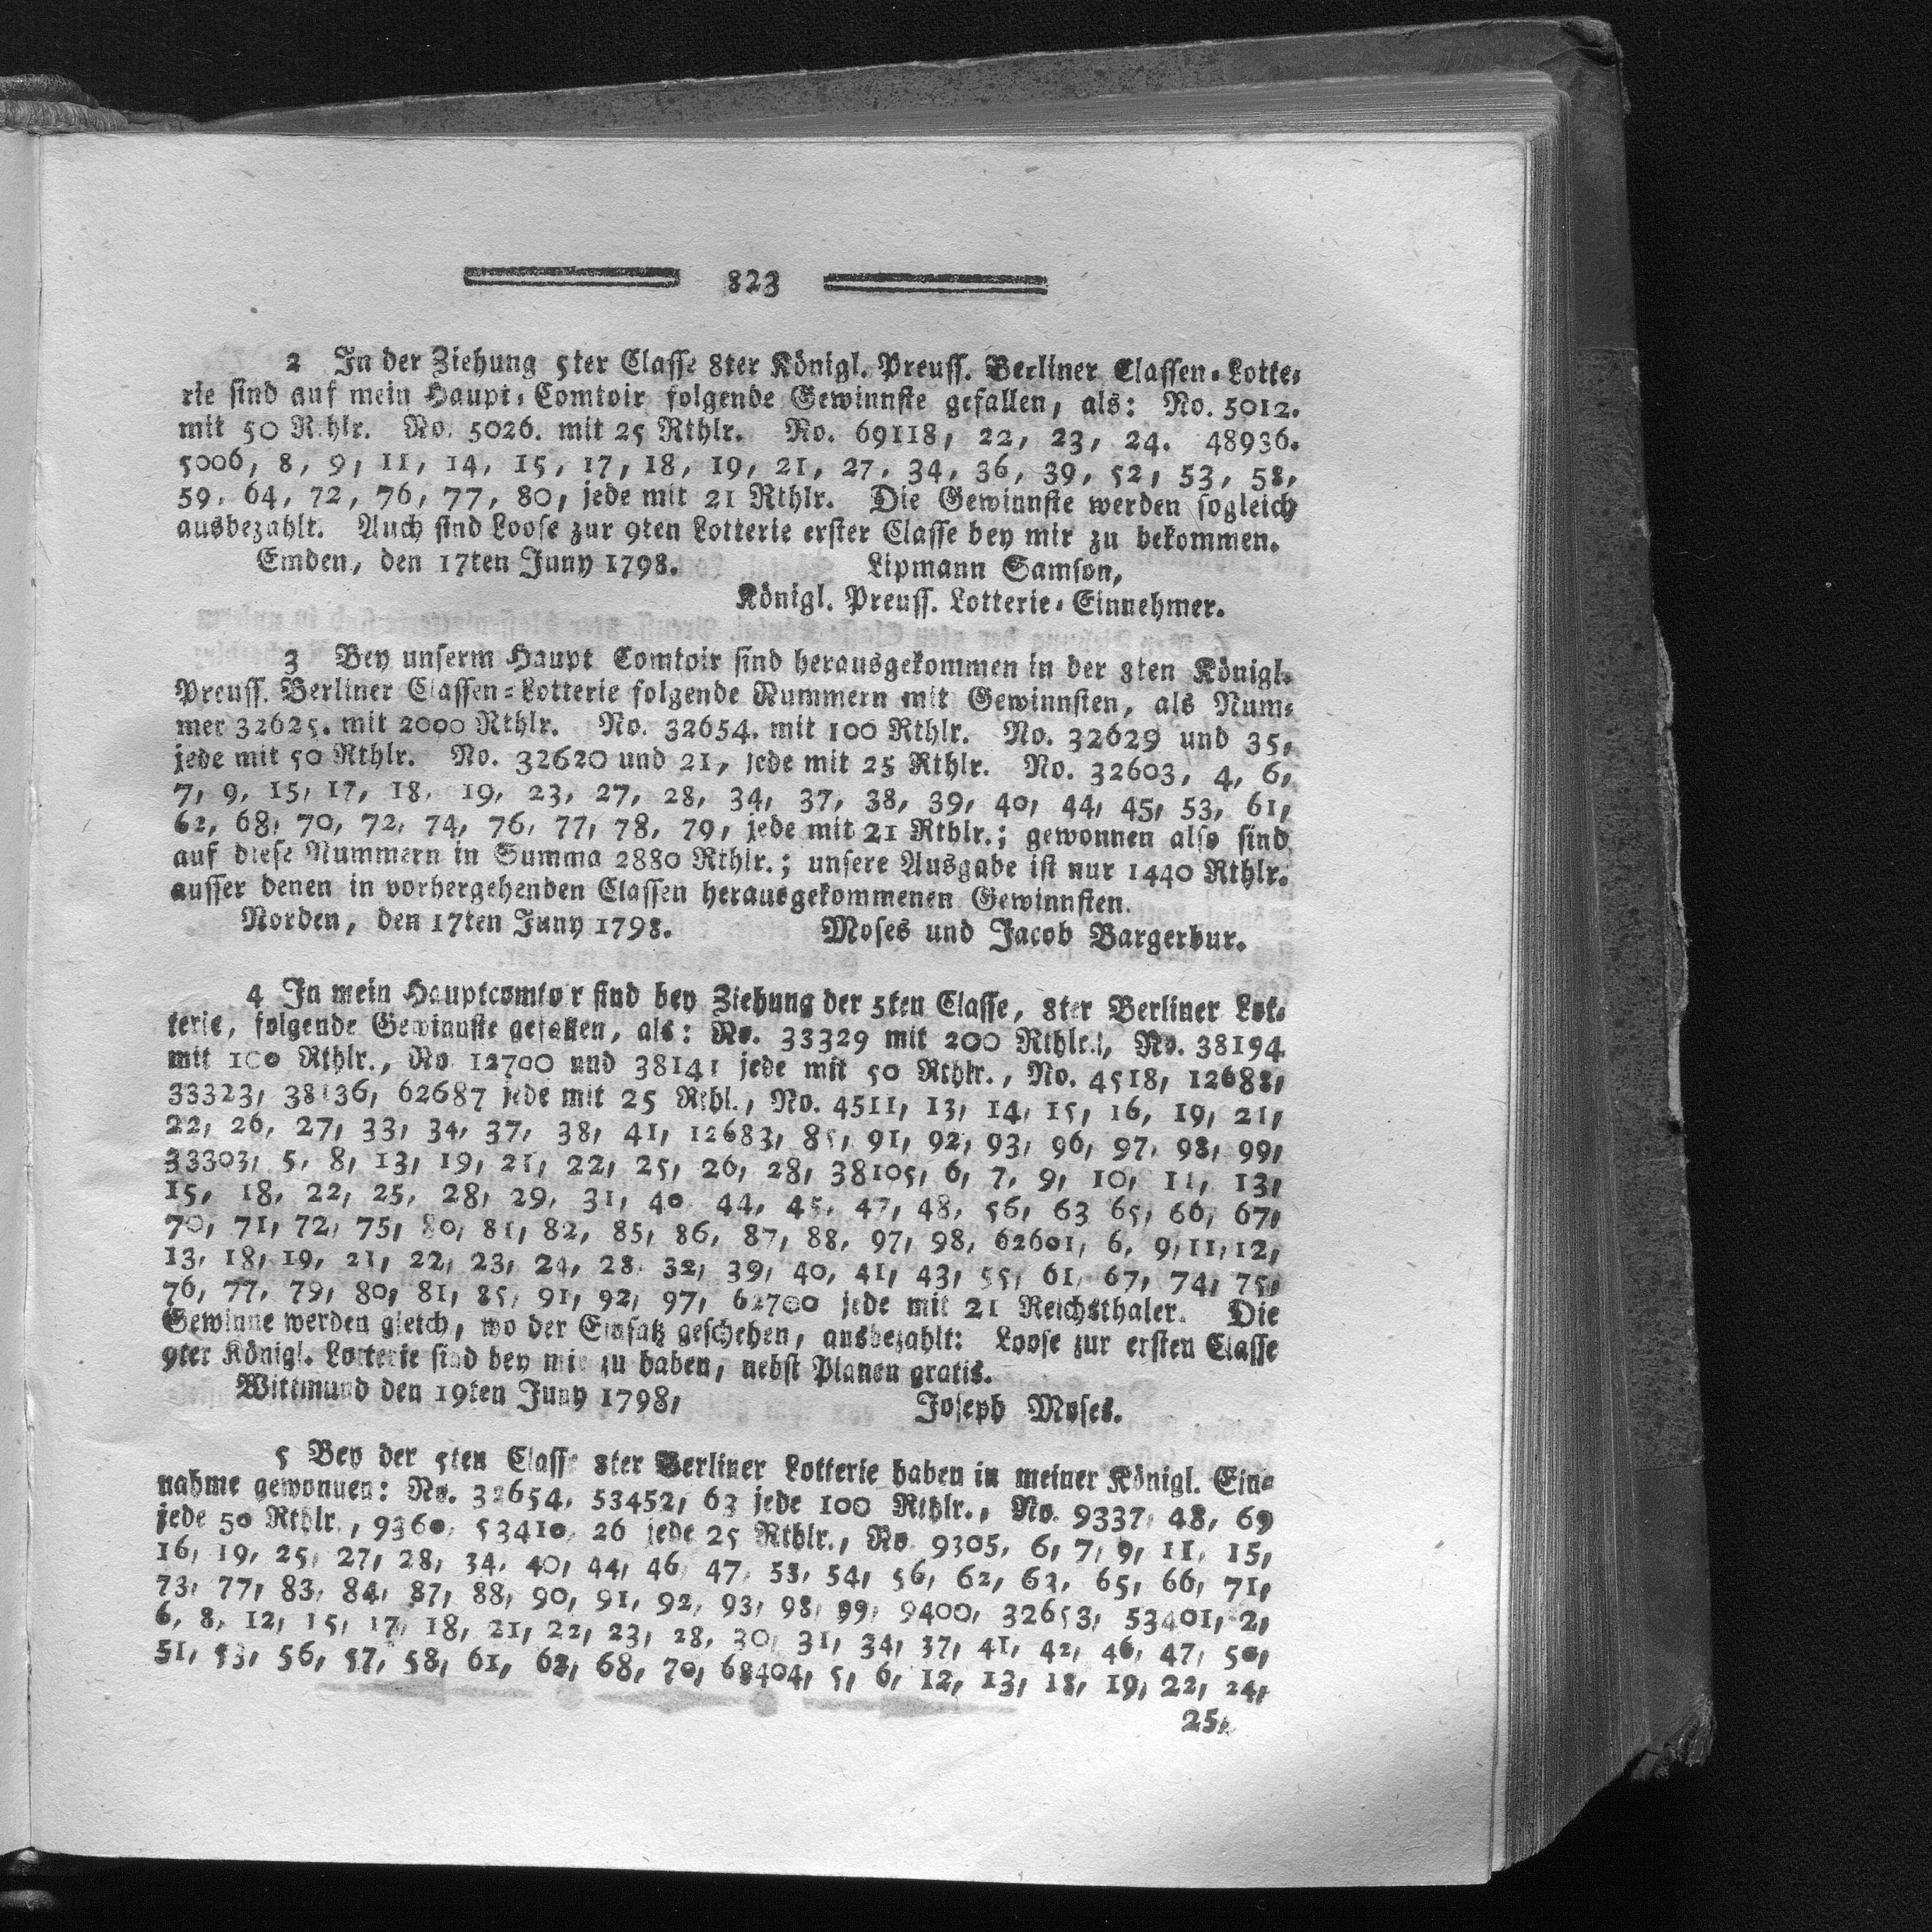 823
2 In der Ziehung 5ter Classe 8ter Königl. Preuss. Berliner Classen-Lotte-
rie sind auf mein Haupt-Comtoir folgende Gewinnste gefallen, als: No. 5012.
mit 50 Rthlr. No. 5026. mit 25 Rthlr. No. 69118, 22, 23, 24. 48936.
5006, 8, 9, 11, 14, 15, 17, 18, 19, 21, 27, 34, 36, 39, 52, 53, 58,
59, 64, 72, 76, 77, 80, jede mit 21 Rthlr. Die Gewinnste werden sogleich
ausbezahlt. Auch sind Loose zur 9ten Lotterie erster Classe bey mir zu bekommen.
Emden, den 17ten Juny 1798. Lipmann Samson,
Königl. Preuss. Lotterie-Einnehmer.
3 Bey unserm Haupt Comtoir sind herausgekommen in der 8ten Königl.
Preuss. Berliner Classen-Lotterie folgende Nummern mit Gewinnsten, als Num-
mer 32625. mit 2000 Rthlr. No. 32654. mit 100 Rthlr. No. 32629 und 35,
jede mit 50 Rthlr. No. 32620 und 21, jede mit 25 Rthlr. No. 32603, 4, 6,
7, 9, 15, 17, 18, 19, 23, 27, 28, 34, 37, 38, 39, 40, 44, 45, 53, 61,
62, 68, 70, 72, 74, 76, 77, 78, 79, jede mit 21 Rthlr.; gewonnen also sind
auf diese Nummern in Summa 2880 Rthlr.; unsere Ausgabe ist nur 1440 Rthlr.
ausser denen in vorhergehenden Classen herausgekommenen Gewinnsten.
Norden, den 17ten Juny 1798. Moses und Jacob Bargerbur.
4 In mein Hauptcomtor sind bey Ziehung der 5ten Classe, 8ter Berliner Lot-
terie, folgende Gewinnste gefallen, als: No. 33329 mit 200 Rthlr., No. 38194
mit 100 Rthlr., No. 12700 und 38141 jede mit 50 Rthlr., No. 4518, 12688,
33323, 38136, 62687 jede mit 25 Rthl., No. 4511, 13, 14, 15, 16, 19, 21,
22, 26, 27, 33, 34, 37, 38, 41, 12683, 85, 91, 92, 93, 96, 97, 98, 99,
33303, 5, 8, 13, 19, 21, 22, 25, 26, 28, 38105, 6, 7, 9, 10, 11, 13,
15, 18, 22, 25, 28, 29, 31, 40, 44, 45, 47, 48, 56, 63 65, 66, 67,
70, 71, 72, 75, 80, 81, 82, 85, 86, 87, 88, 97, 98, 62601, 6, 9, 11, 12,
13, 18, 19, 21, 22, 23, 24, 28, 32, 39, 40, 41, 43, 55, 61, 67, 74, 75,
76, 77, 79, 80, 81, 85, 91, 92, 97, 62700 jede mit 21 Reichsthaler. Die
Gewinne werden gleich, wo der Einsatz geschehen, ausbezahlt: Loose zur ersten Classe
9ter Königl. Lotterie sind bey mir zu haben, nebst Planen gratis.
Wittmund den 19ten Juny 1798, Joseph Moses.
5 Bey der 5ten Classe 8ter Berliner Lotterie haben in meiner Königl. Ein-
nahme gewonnen: No. 32654, 53452, 63 jede 100 Rthlr., No. 9337, 48, 69
jede 50 Rthlr., 9360, 53410, 26 jede 25 Rthlr., No 9305, 6, 7, 9, 11, 15,
16, 19, 25, 27, 28, 34, 40, 44, 46, 47, 53, 54, 56, 62, 63, 65, 66, 71,
73, 77, 83, 84, 87, 88, 90, 91, 92, 93, 98, 99, 9400, 32653, 53401, 2,
6, 8, 12, 15, 17, 18, 21, 22, 23, 28, 30, 31, 34, 37, 41, 42, 46, 47, 50,
51, 53, 56, 57, 58, 61, 62, 68, 70, 68404, 5, 6, 12, 13, 18, 19, 22, 24,
25,